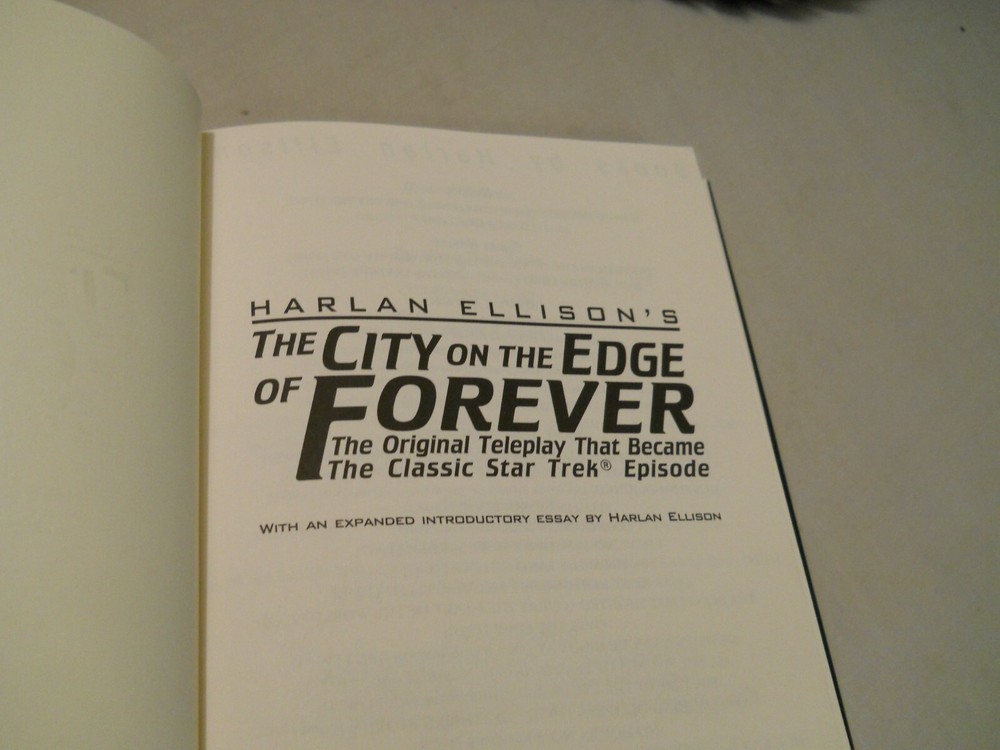 HARLAN ELLISON'S
THE CITY ON THE EDGE
OF FOREVER
The Original Teleplay That Became
The Classic Star Trek® Episode
WITH AN EXPANDED INTRODUCTORY ESSAY BY HARLAN ELLISON